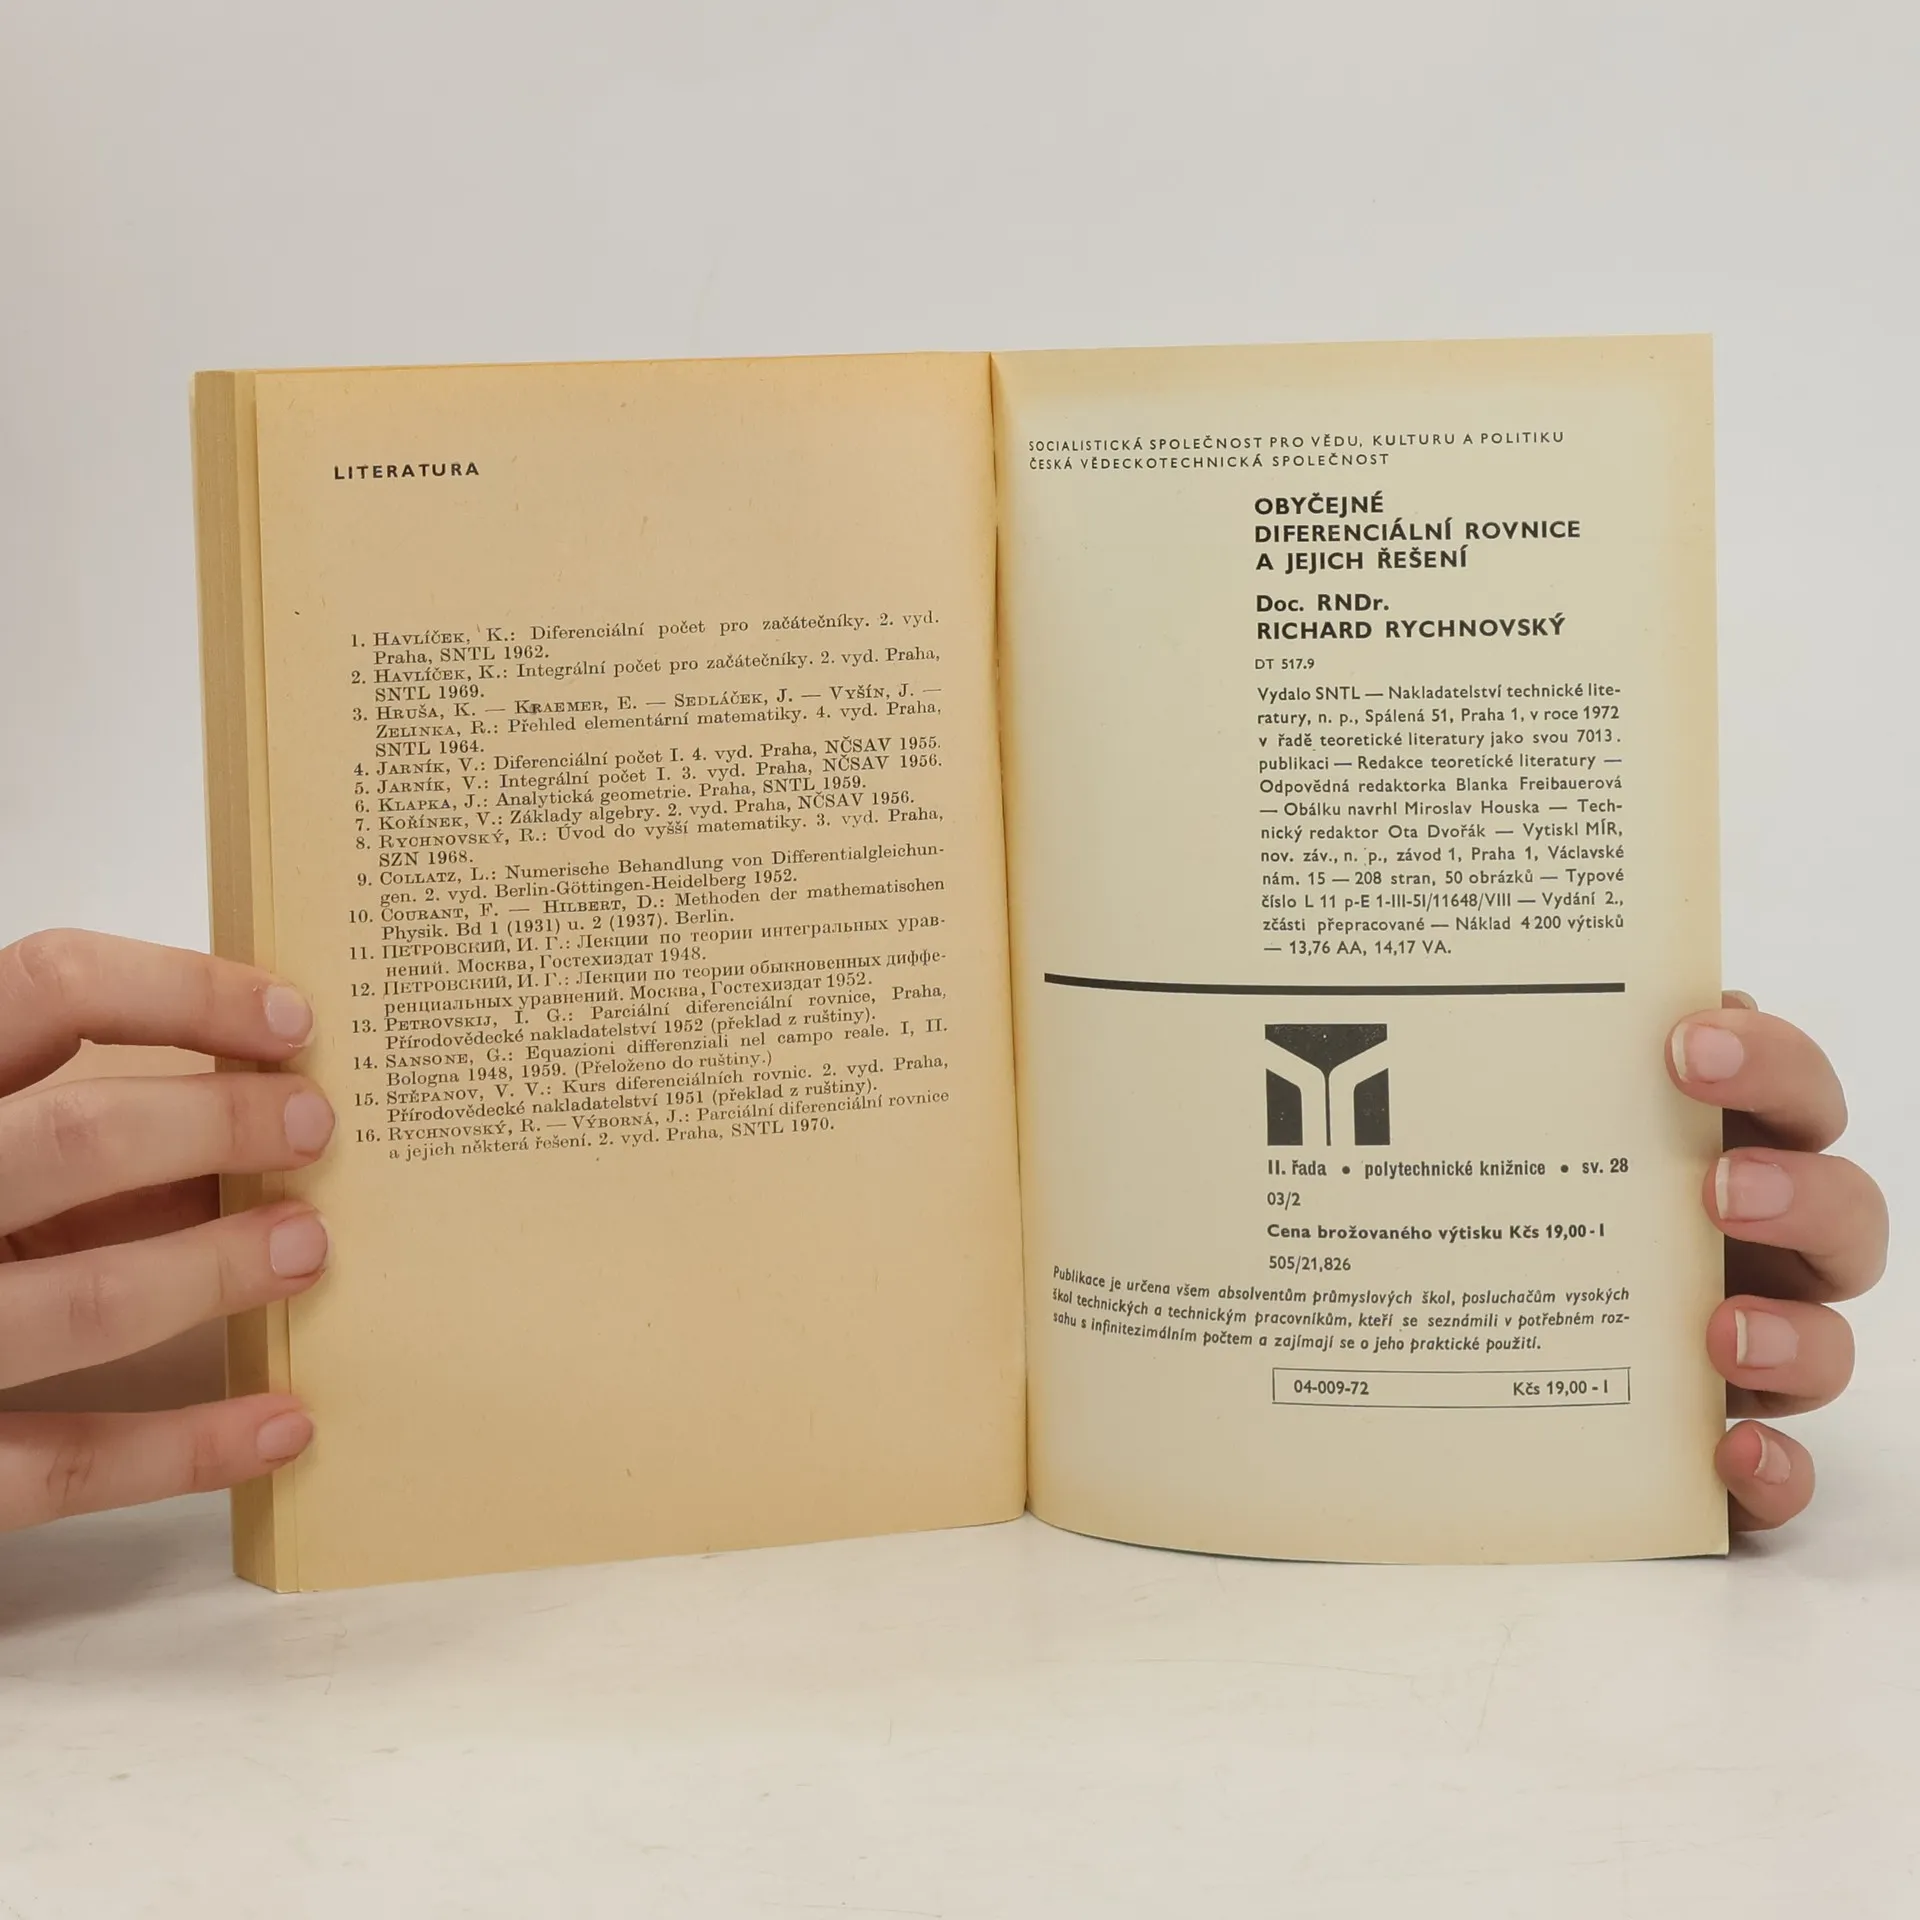 LITERATURA
1. HAVLÍČEK, K.: Diferenciální počet pro začátečníky. 2. vyd.
Praha, SNTL 1962.
2. HAVLÍČEK, K.: Integrální počet pro začátečníky. 2. vyd. Praha,
SNTL 1969.
3. HRUŠA, K. — KRAEMER, E. — SEDLÁČEK, J. — VYŠÍN, J. —
ZELINKA, R.: Přehled elementární matematiky. 4. vyd. Praha,
SNTL 1964.
4. JARNÍK, V.: Diferenciální počet I. 4. vyd. Praha, NČSAV 1955.
5. JARNÍK, V.: Integrální počet I. 3. vyd. Praha, NČSAV 1956.
6. KLAPKA, J.: Analytická geometrie. Praha, SNTL 1959.
7. KOŘÍNEK, V.: Základy algebry. 2. vyd. Praha, NČSAV 1956.
8. RYCHNOVSKÝ, R.: Úvod do vyšší matematiky. 3. vyd. Praha,
SZN 1968.
9. COLLATZ, L.: Numerische Behandlung von Differentialgleichun-
gen. 2. vyd. Berlin-Göttingen-Heidelberg 1952.
10. COURANT, F. — HILBERT, D.: Methoden der mathematischen
Physik. Bd 1 (1931) u. 2 (1937). Berlin.
11. ПЕТРОВСКИЙ, И. Г.: Лекции по теории интегральных урав-
нений. Москва, Гостехиздат 1948.
12. ПЕТРОВСКИЙ, И. Г.: Лекции по теории обыкновенных диффе-
ренциальных уравнений. Москва, Гостехиздат 1952.
13. PETROVSKIJ, I. G.: Parciální diferenciální rovnice, Praha,
Přírodovědecké nakladatelství 1952 (překlad z ruštiny).
14. SANSONE, G.: Equazioni differenziali nel campo reale. I, II.
Bologna 1948, 1959. (Přeloženo do ruštiny.)
15. STĚPANOV, V. V.: Kurs diferenciálních rovnic. 2. vyd. Praha,
Přírodovědecké nakladatelství 1951 (překlad z ruštiny).
16. RYCHNOVSKÝ, R. — VÝBORNÁ, J.: Parciální diferenciální rovnice
a jejich některá řešení. 2. vyd. Praha, SNTL 1970.
SOCIALISTICKÁ SPOLEČNOST PRO VĚDU, KULTURU A POLITIKU
ČESKÁ VĚDECKOTECHNICKÁ SPOLEČNOST
OBYČEJNÉ
DIFERENCIÁLNÍ ROVNICE
A JEJICH ŘEŠENÍ
Doc. RNDr.
RICHARD RYCHNOVSKÝ
DT 517.9
Vydalo SNTL — Nakladatelství technické lite-
ratury, n. p., Spálená 51, Praha 1, v roce 1972
v řadě teoretické literatury jako svou 7013.
publikaci — Redakce teoretické literatury —
Odpovědná redaktorka Blanka Freibauerová
— Obálku navrhl Miroslav Houska — Tech-
nický redaktor Ota Dvořák — Vytiskl MÍR,
nov. záv., n. p., závod 1, Praha 1, Václavské
nám. 15 — 208 stran, 50 obrázků — Typové
číslo L 11 p-E 1-III-5I/11648/VIII — Vydání 2.,
zčásti přepracované — Náklad 4 200 výtisků
— 13,76 AA, 14,17 VA.
II. řada • polytechnické knižnice • sv. 28
03/2
Cena brožovaného výtisku Kčs 19,00 - I
505/21,826
Publikace je určena všem absolventům průmyslových škol, posluchačům vysokých
škol technických a technickým pracovníkům, kteří se seznámili v potřebném roz-
sahu s infinitezimálním počtem a zajímají se o jeho praktické použití.
04-009-72 Kčs 19,00 - I